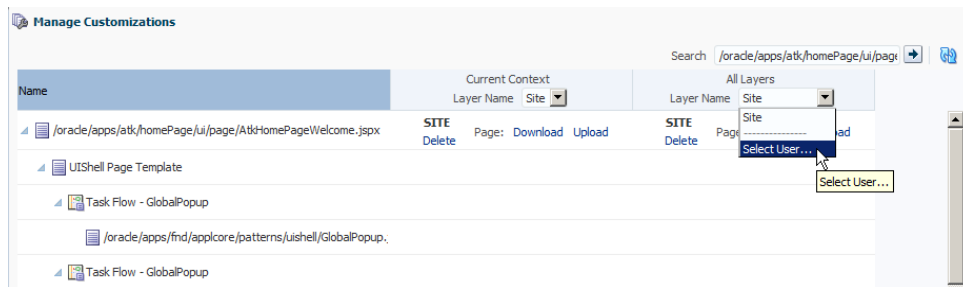 Manage Customizations
Search /oracle/apps/atk/homePage/ui/page
Name
Current Context
Layer Name Site
All Layers
Layer Name Site
Site
---------------
Select User...
Select User...
/oracle/apps/atk/homePage/ui/page/AtkHomePageWelcome.jspx
SITE
Delete
Page: Download Upload
SITE
Delete
UIShell Page Template
Task Flow - GlobalPopup
/oracle/apps/fnd/applcore/patterns/uishell/GlobalPopup.
Task Flow - GlobalPopup